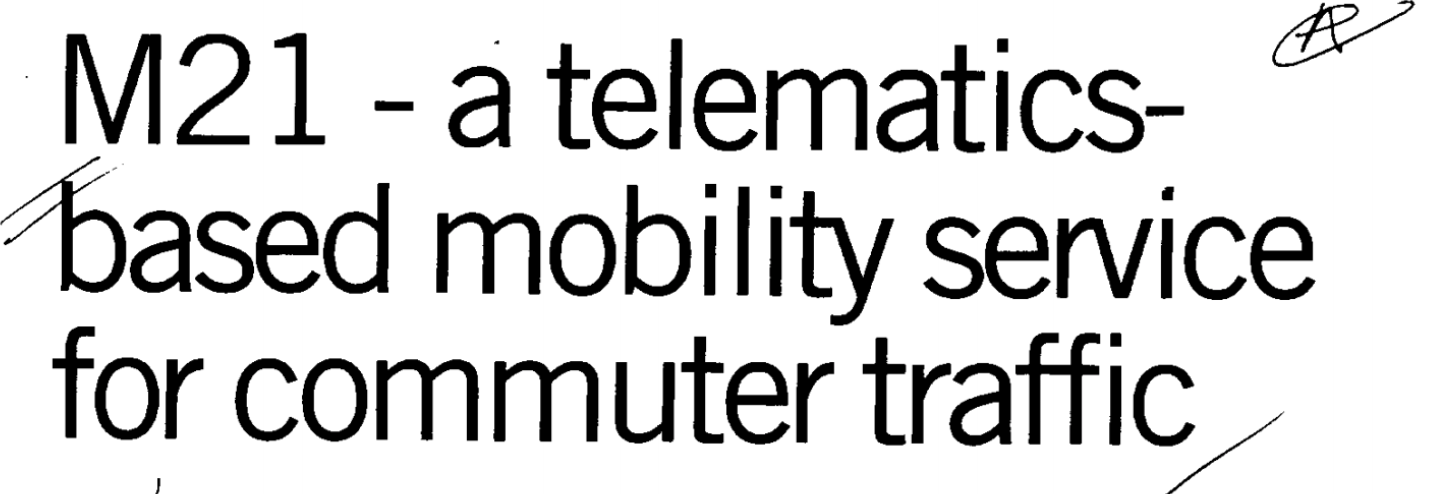 M21 - a telematics-
based mobility service
for commuter traffic